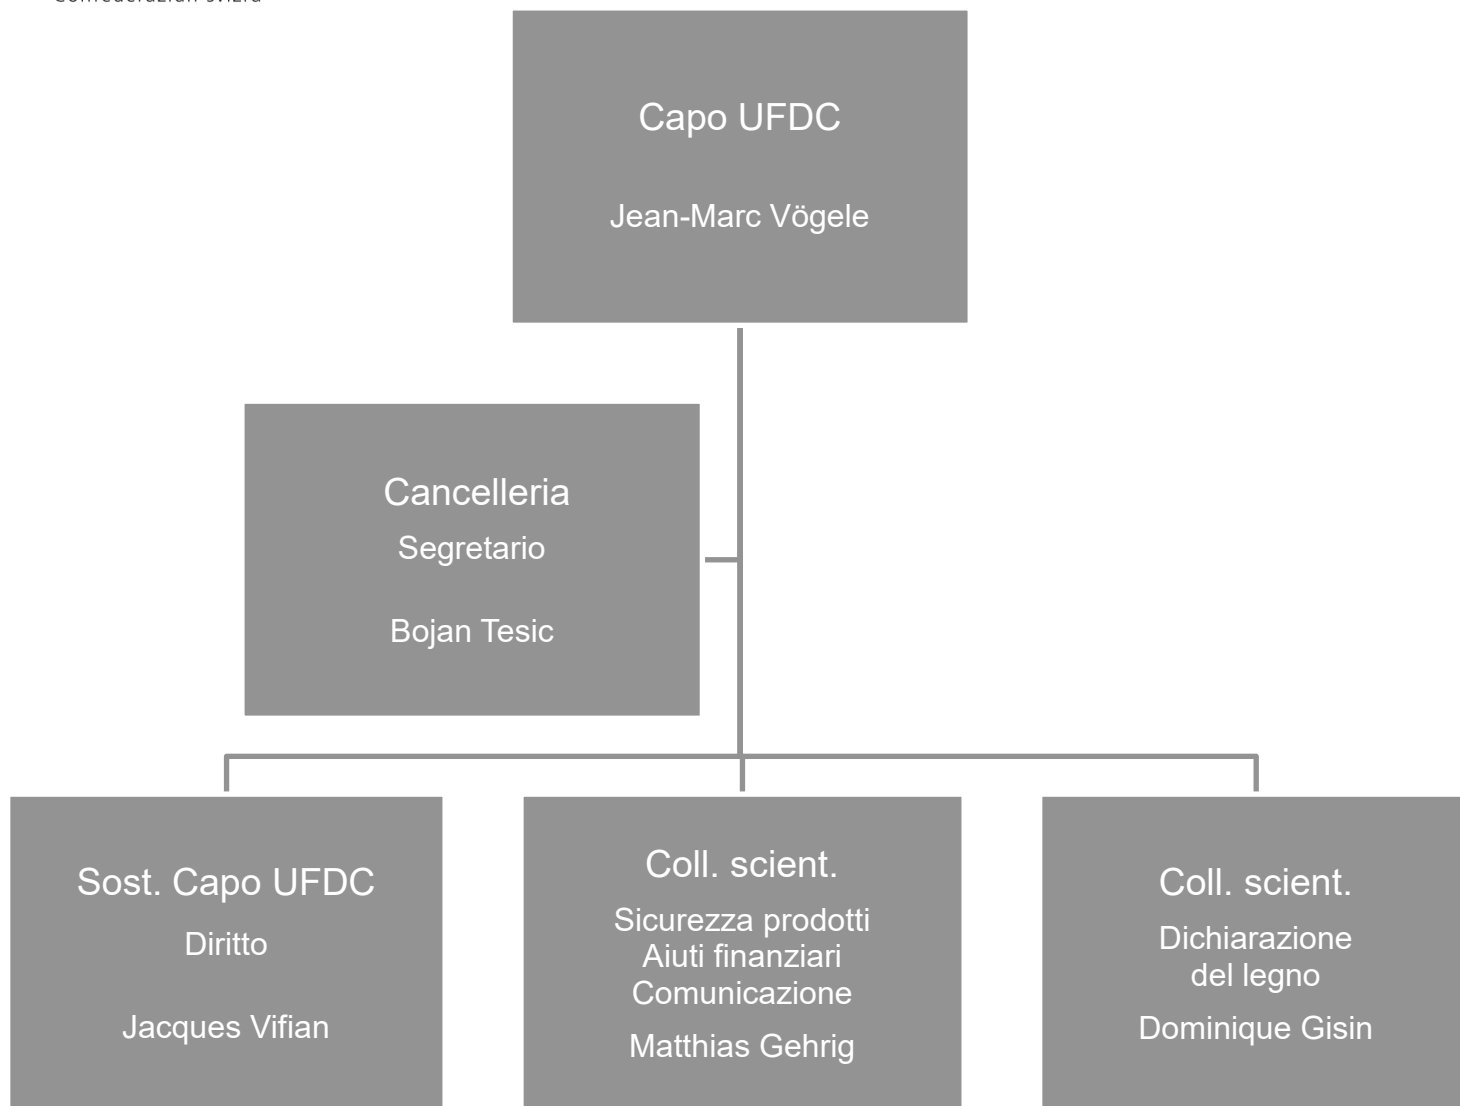 Capo UFDC
Jean-Marc Vögele
Cancelleria
Segretario
Bojan Tesic
Sost. Capo UFDC
Diritto
Jacques Vifian
Coll. scient.
Sicurezza prodotti
Aiuti finanziari
Comunicazione
Matthias Gehrig
Coll. scient.
Dichiarazione
del legno
Dominique Gisin